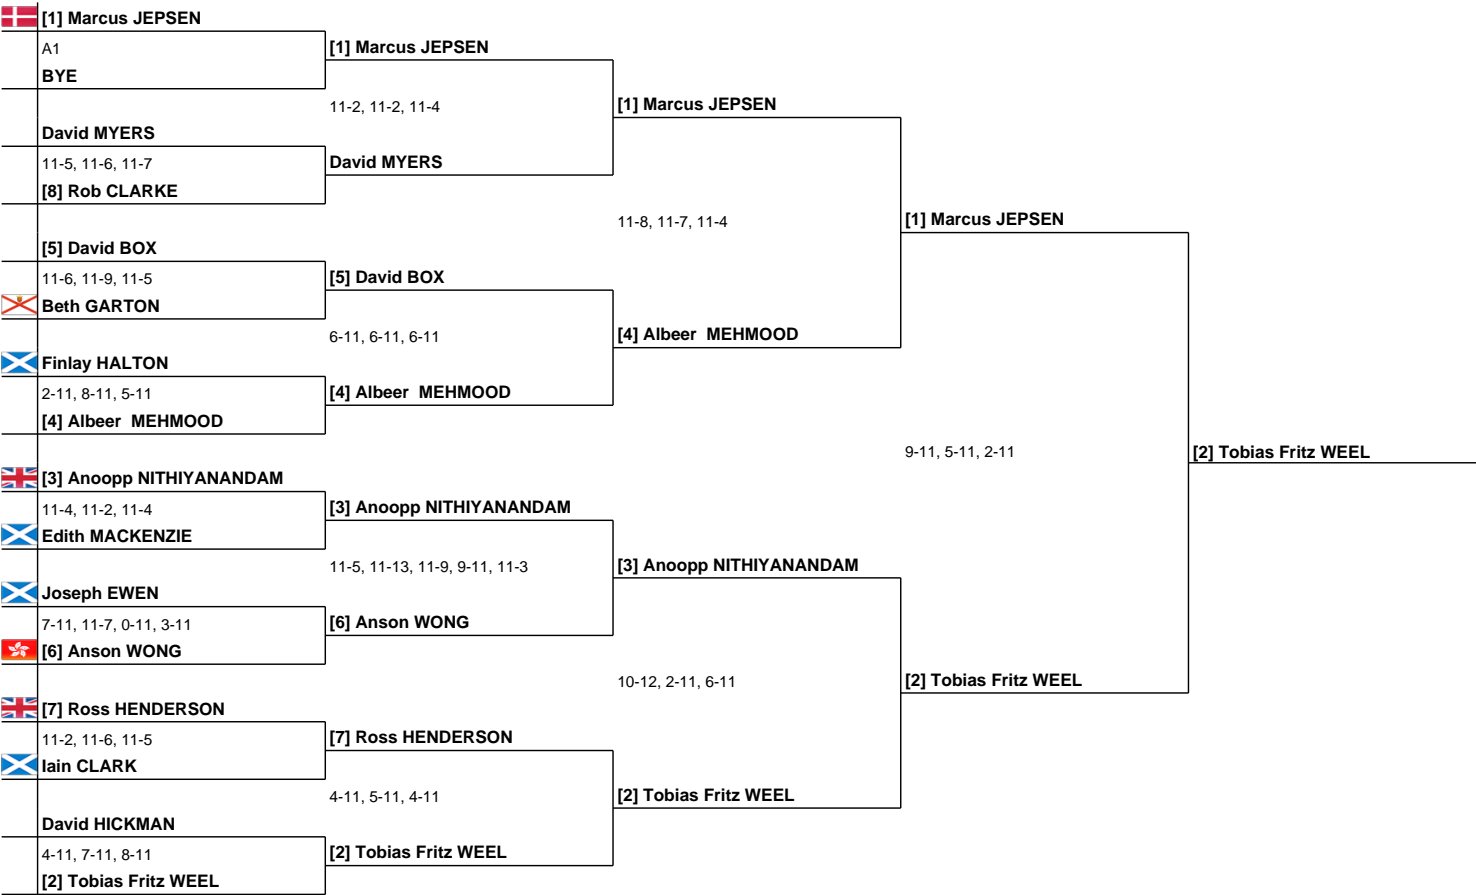 [1] Marcus JEPSEN
A1
BYE
David MYERS
11-5, 11-6, 11-7
[8] Rob CLARKE
[5] David BOX
11-6, 11-9, 11-5
Beth GARTON
Finlay HALTON
2-11, 8-11, 5-11
[4] Albeer  MEHMOOD
[3] Anoopp NITHIYANANDAM
11-4, 11-2, 11-4
Edith MACKENZIE
Joseph EWEN
7-11, 11-7, 0-11, 3-11
[6] Anson WONG
[7] Ross HENDERSON
11-2, 11-6, 11-5
Iain CLARK
David HICKMAN
4-11, 7-11, 8-11
[2] Tobias Fritz WEEL
[1] Marcus JEPSEN
11-2, 11-2, 11-4
David MYERS
[5] David BOX
6-11, 6-11, 6-11
[4] Albeer  MEHMOOD
[3] Anoopp NITHIYANANDAM
11-5, 11-13, 11-9, 9-11, 11-3
[6] Anson WONG
[7] Ross HENDERSON
4-11, 5-11, 4-11
[2] Tobias Fritz WEEL
[1] Marcus JEPSEN
11-8, 11-7, 11-4
[4] Albeer  MEHMOOD
[3] Anoopp NITHIYANANDAM
10-12, 2-11, 6-11
[2] Tobias Fritz WEEL
[1] Marcus JEPSEN
9-11, 5-11, 2-11
[2] Tobias Fritz WEEL
[2] Tobias Fritz WEEL